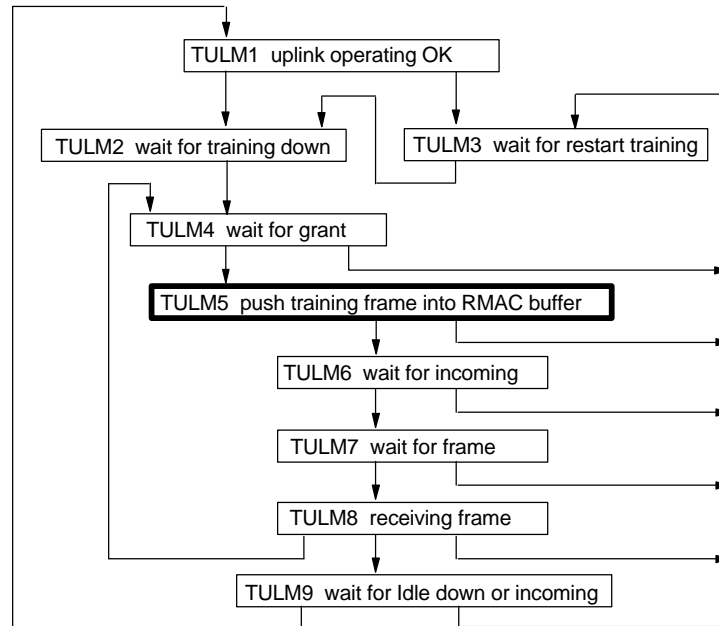 TULM1 uplink operating OK
TULM2 wait for training down
TULM3 wait for restart training
TULM4 wait for grant
TULM5 push training frame into RMAC buffer
TULM6 wait for incoming
TULM7 wait for frame
TULM8 receiving frame
TULM9 wait for Idle down or incoming